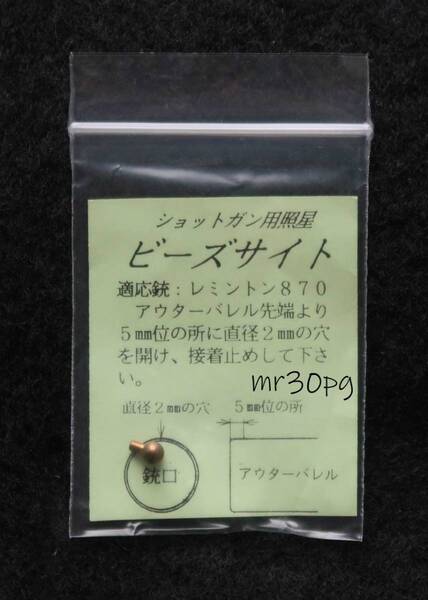 ショットガン用照星
ビーズサイト
適応銃：レミントン８７０
アウターバレル先端より
５㎜位の所に直径２㎜の穴
を開け、接着止めして下さ
い。
mr30pg
直径２㎜の穴
５㎜位の所
銃口
アウターバレル